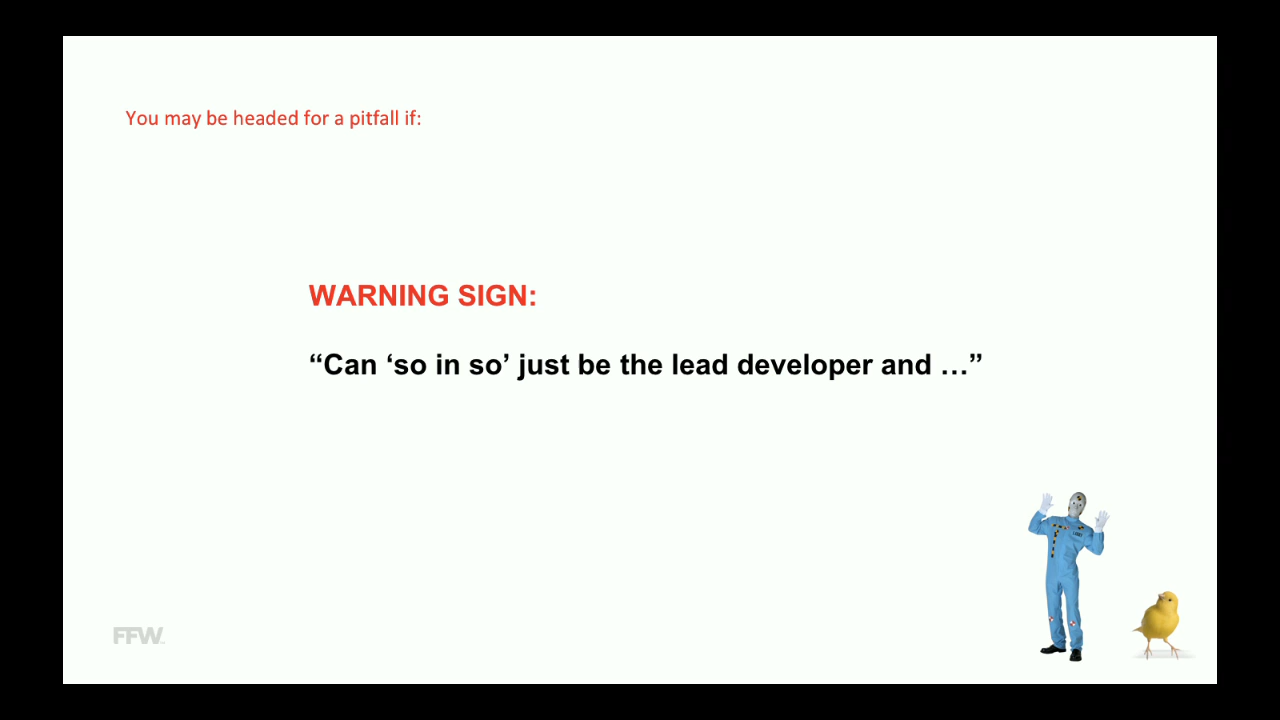 You may be headed for a pitfall if:
WARNING SIGN:
“Can ‘so in so’ just be the lead developer and …”
FFW